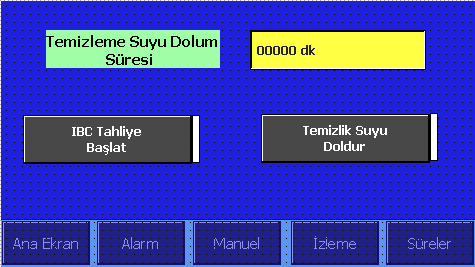 Temizleme Suyu Dolum
Süresi
00000 dk
IBC Tahliye
Başlat
Temizlik Suyu
Doldur
Ana Ekran
Alarm
Manuel
İzleme
Süreler